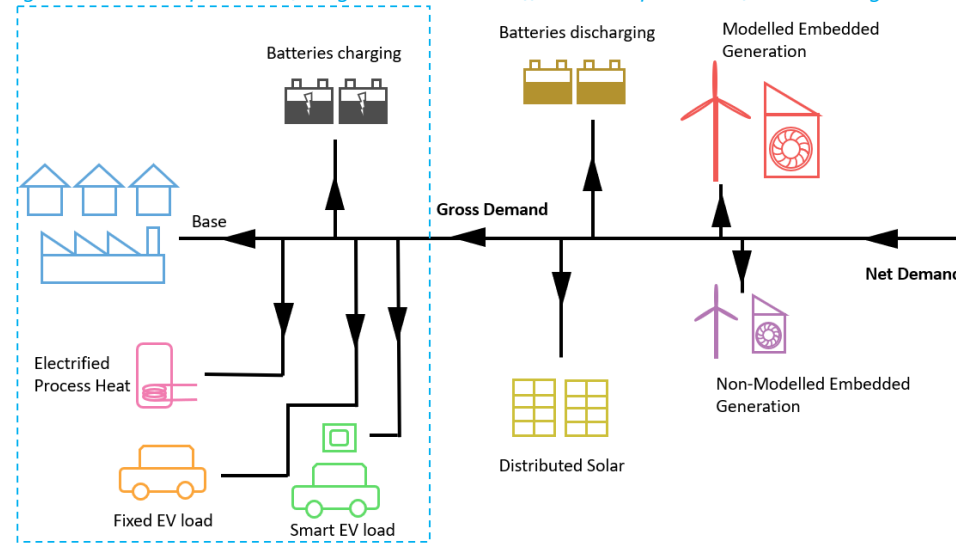 Batteries charging
Batteries discharging
Modelled Embedded
Generation
Base
Gross Demand
Net Demand
Electrified
Process Heat
Distributed Solar
Non-Modelled Embedded
Generation
Fixed EV load
Smart EV load